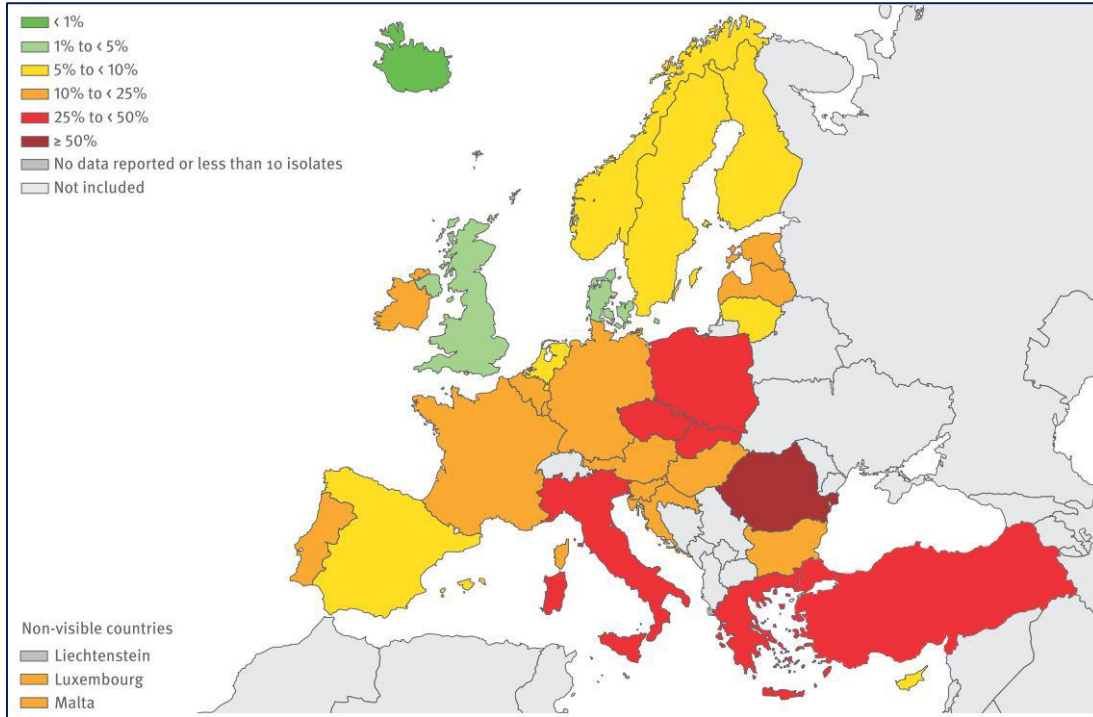 < 1%
1% to < 5%
5% to < 10%
10% to < 25%
25% to < 50%
≥ 50%
No data reported or less than 10 isolates
Not included
Non-visible countries
Liechtenstein
Luxembourg
Malta